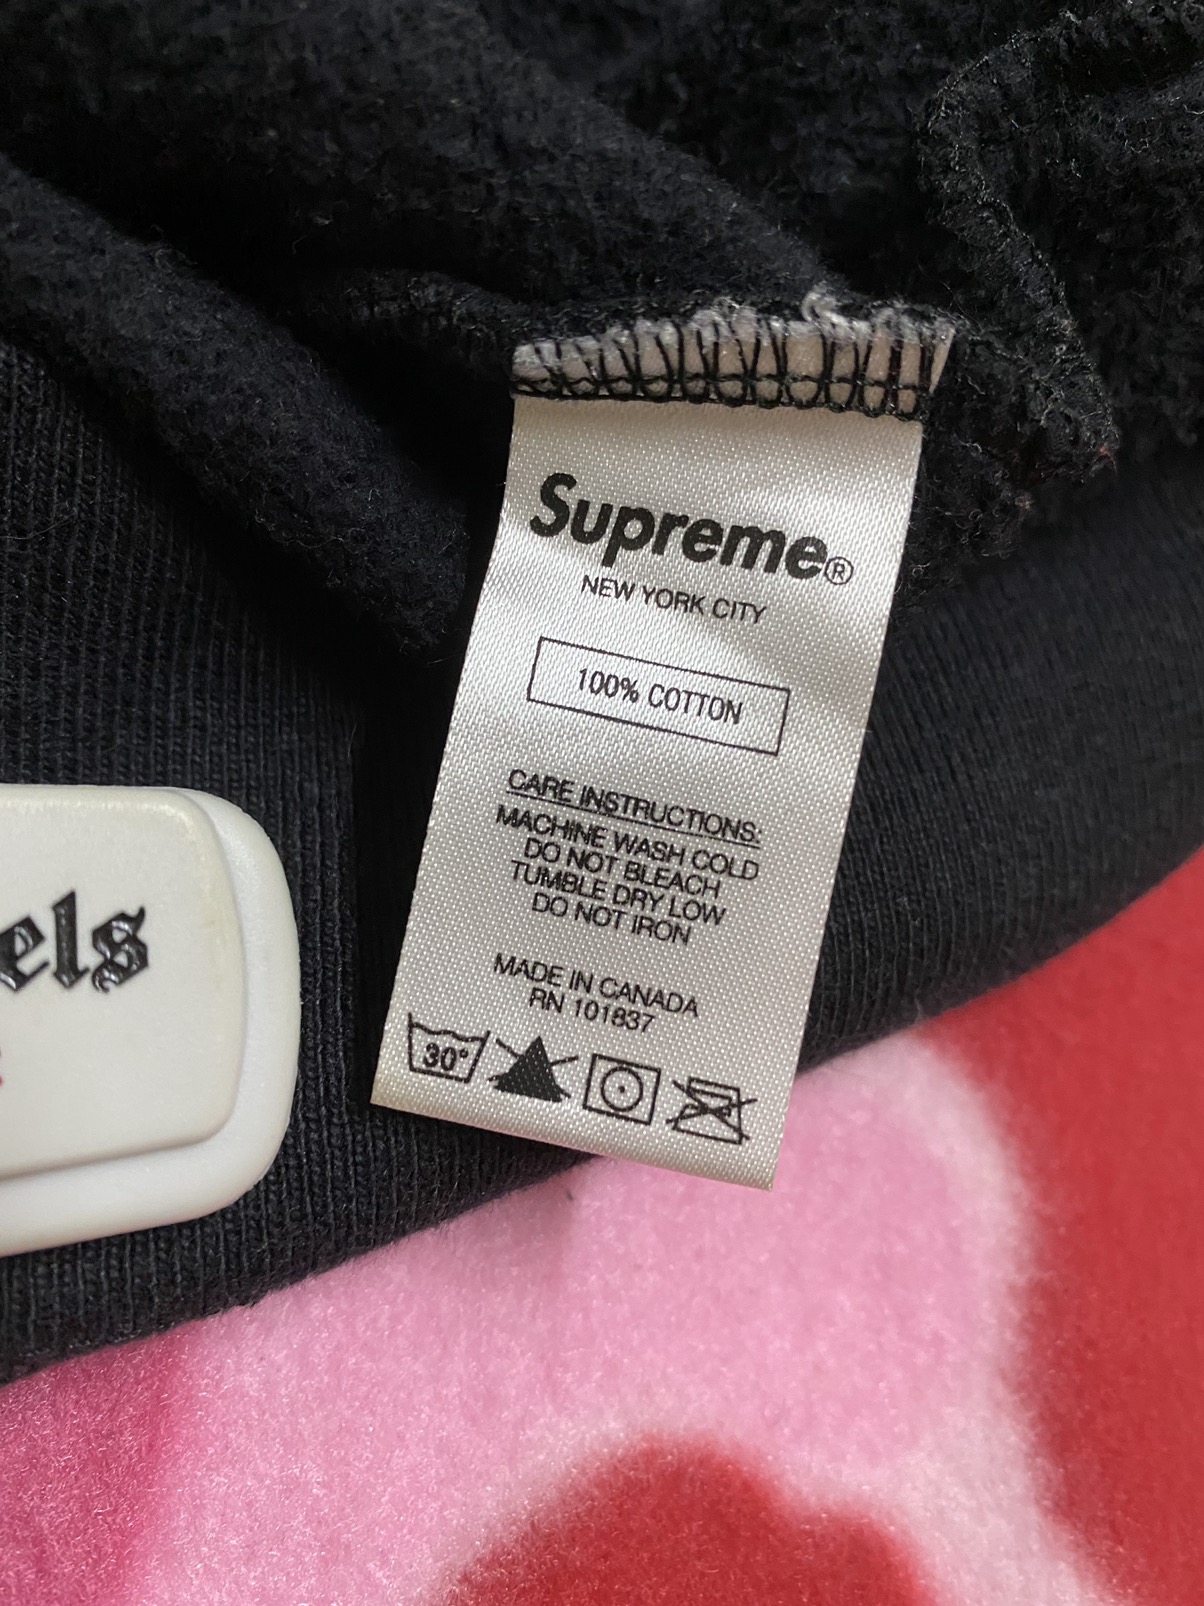 Supreme®
NEW YORK CITY
100% COTTON
CARE INSTRUCTIONS:
MACHINE WASH COLD
DO NOT BLEACH
TUMBLE DRY LOW
DO NOT IRON
MADE IN CANADA
RN 101837
30°
els